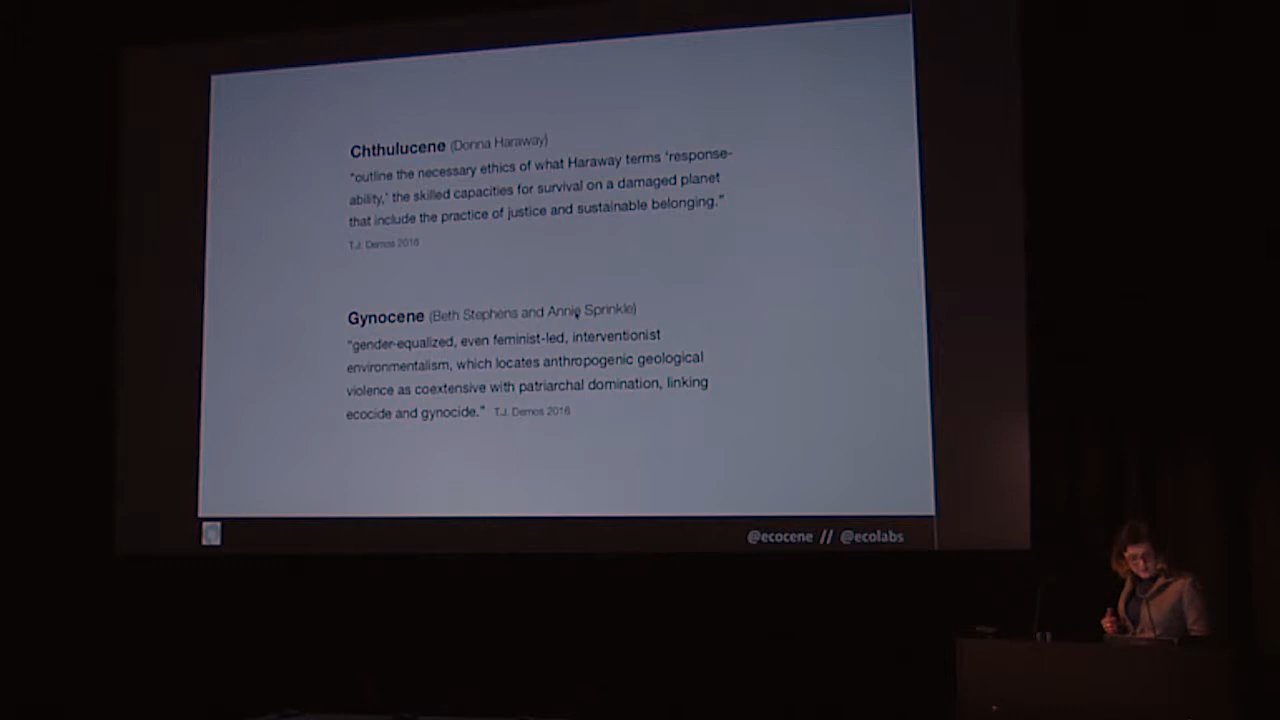 Chthulucene (Donna Haraway)
"outline the necessary ethics of what Haraway terms 'response-
ability,' the skilled capacities for survival on a damaged planet
that include the practice of justice and sustainable belonging."
T.J. Demos 2016
Gynocene (Beth Stephens and Annie Sprinkle)
"gender-equalized, even feminist-led, interventionist
environmentalism, which locates anthropogenic geological
violence as coextensive with patriarchal domination, linking
ecocide and gynocide." T.J. Demos 2016
@ecocene // @ecolabs